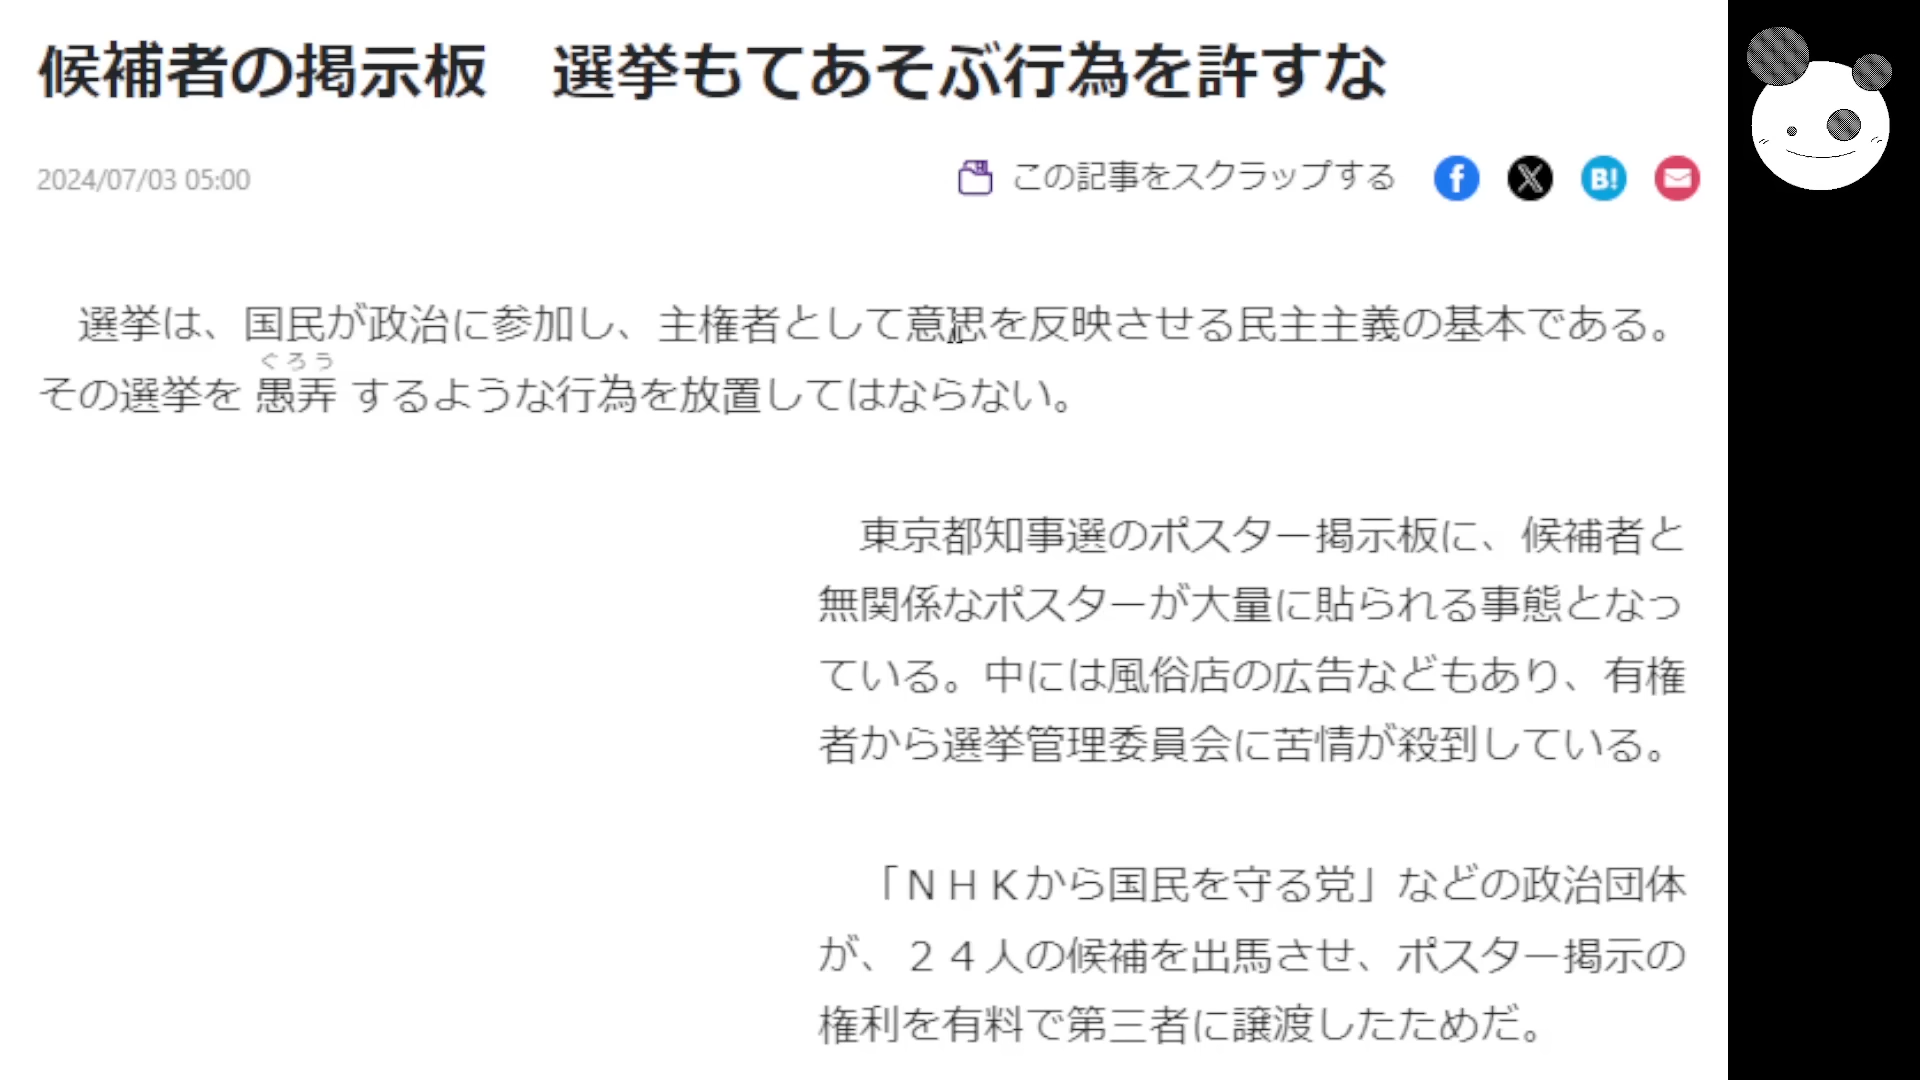 候補者の掲示板　選挙もてあそぶ行為を許すな
2024/07/03 05:00
この記事をスクラップする
f
X
B!
選挙は、国民が政治に参加し、主権者として意思を反映させる民主主義の基本である。
ぐろう
その選挙を 愚弄 するような行為を放置してはならない。
東京都知事選のポスター掲示板に、候補者と
無関係なポスターが大量に貼られる事態となっ
ている。中には風俗店の広告などもあり、有権
者から選挙管理委員会に苦情が殺到している。
「ＮＨＫから国民を守る党」などの政治団体
が、２４人の候補を出馬させ、ポスター掲示の
権利を有料で第三者に譲渡したためだ。